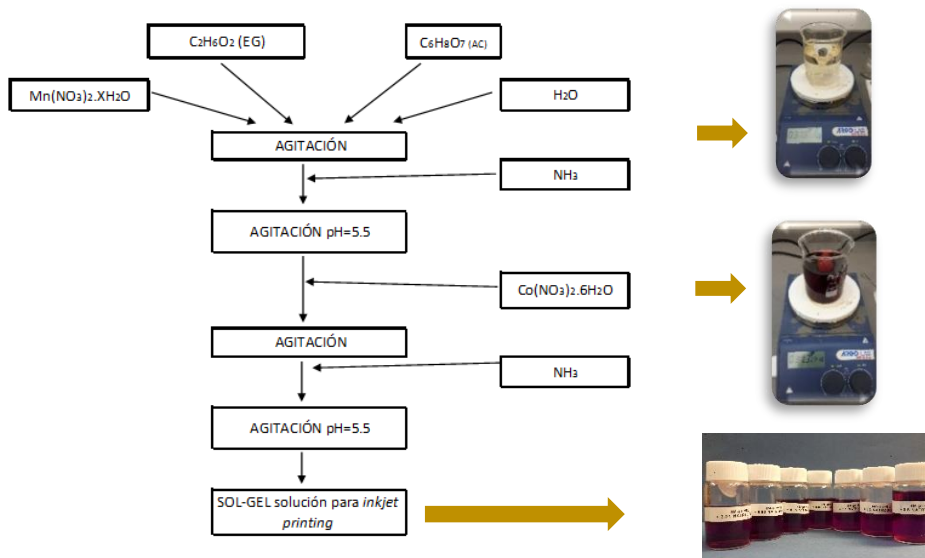 C2H6O2 (EG)
C6H8O7 (AC)
Mn(NO3)2.XH2O
H2O
AGITACIÓN
NH3
AGITACIÓN pH=5.5
Co(NO3)2.6H2O
AGITACIÓN
NH3
AGITACIÓN pH=5.5
SOL-GEL solución para inkjet
printing